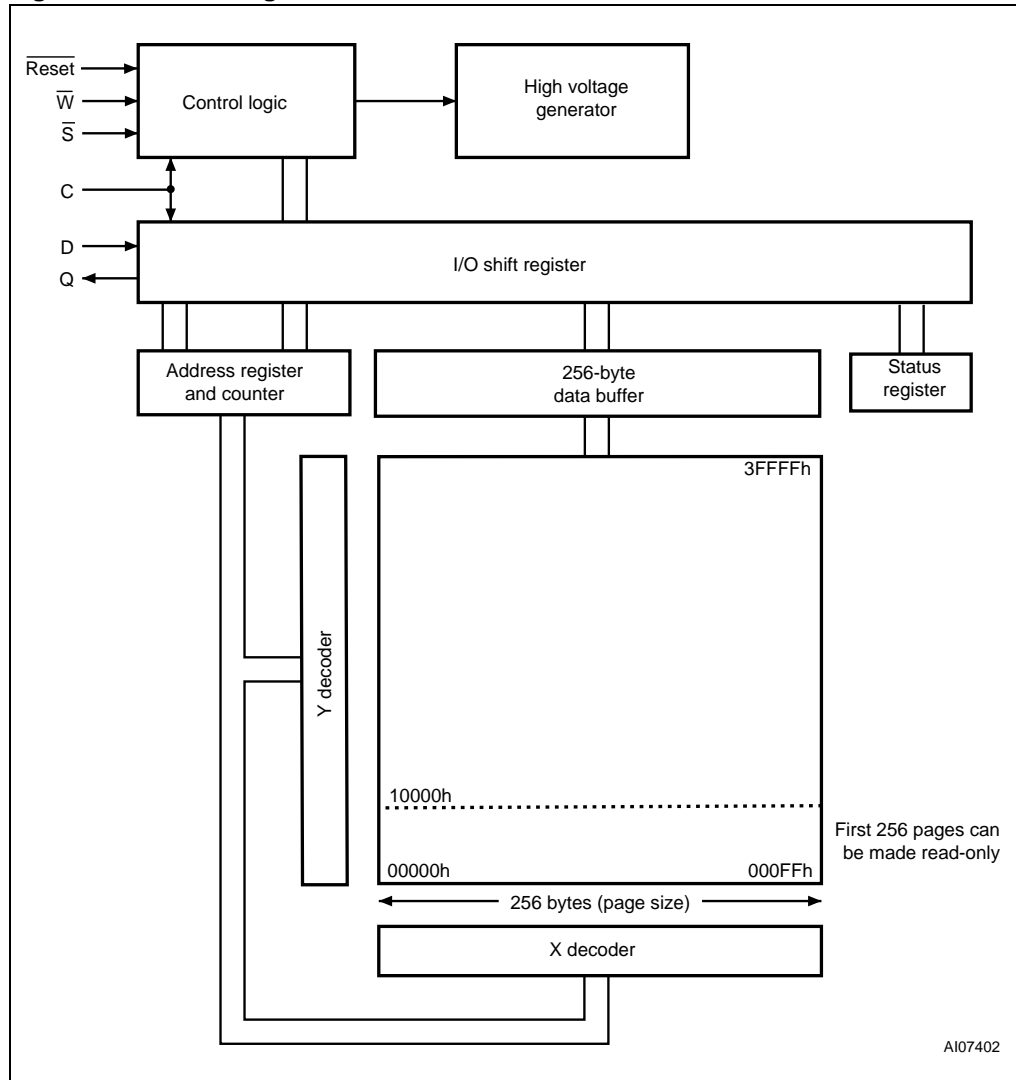 Reset
W
S
C
D
Q
Control logic
High voltage
generator
I/O shift register
Address register
and counter
256-byte
data buffer
Status
register
3FFFFh
Y decoder
10000h
First 256 pages can
be made read-only
00000h
000FFh
256 bytes (page size)
X decoder
AI07402